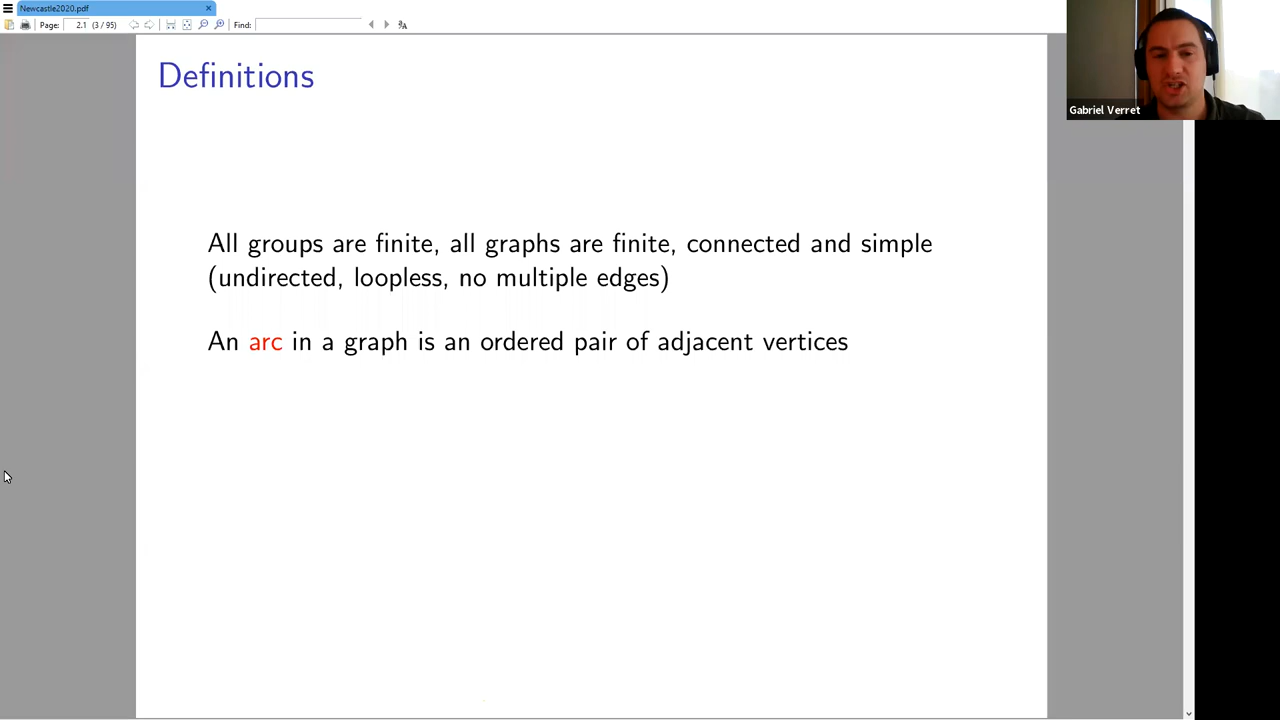 Newcastle2020.pdf
Page: 2.1 (3 / 95) Find:
Definitions
Gabriel Verret
All groups are finite, all graphs are finite, connected and simple
(undirected, loopless, no multiple edges)
An arc in a graph is an ordered pair of adjacent vertices